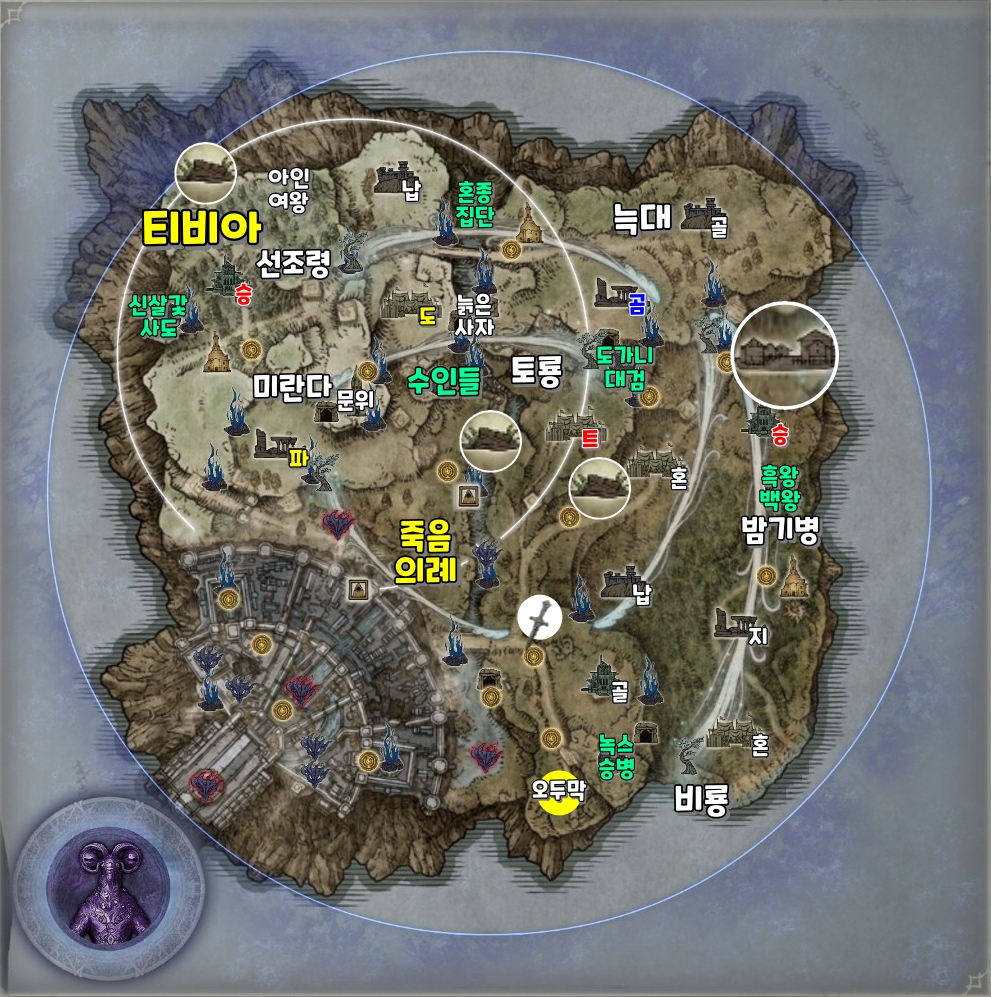 아인
여왕
납
혼종
집단
티비아
늑대
골
선조령
승
신살갗
사도
도
늙은
사자
곰
미란다
문위
수인들
토룡
도가니
대검
트
승
파
혼
흑왕
백왕
밤기병
죽음
의례
납
지
골
녹스
승병
혼
오두막
비룡